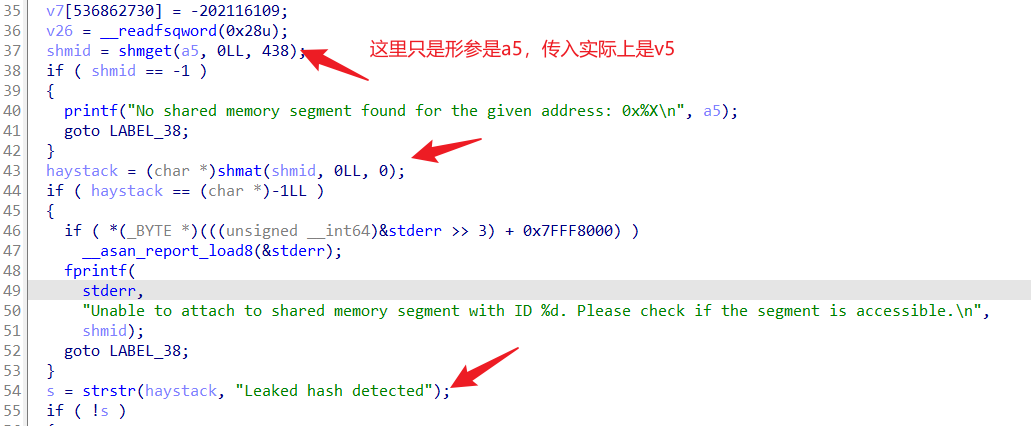 35 v7[536862730] = -202116109;
36 v26 = __readfsqword(0x28u);
37 shmid = shmget(a5, 0LL, 438); 这里只是形参是a5，传入实际上是v5
38 if ( shmid == -1 )
39 {
40 printf("No shared memory segment found for the given address: 0x%X\n", a5);
41 goto LABEL_38;
42 }
43 haystack = (char *)shmat(shmid, 0LL, 0);
44 if ( haystack == (char *)-1LL )
45 {
46 if ( *(_BYTE *)(((unsigned __int64)&stderr >> 3) + 0x7FFF8000) )
47 __asan_report_load8(&stderr);
48 fprintf(
49 stderr,
50 "Unable to attach to shared memory segment with ID %d. Please check if the segment is accessible.\n",
51 shmid);
52 goto LABEL_38;
53 }
54 s = strstr(haystack, "Leaked hash detected");
55 if ( !s )